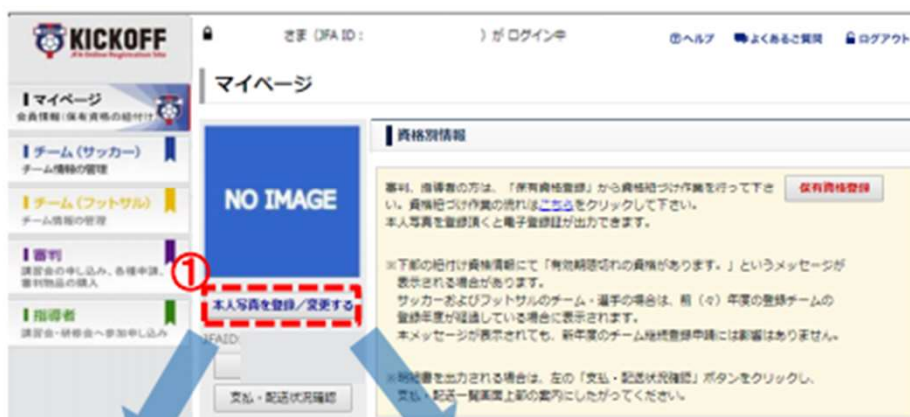 KICKOFF
JFA Online Registration Site
さま (JFA ID : ) が ログイン中
ヘルプ
よくあるご質問
ログアウト
マイページ
会員情報(保有資格の紐付け)
チーム (サッカー)
チーム情報の管理
チーム (フットサル)
チーム情報の管理
審判
講習会の申し込み、各種申請、
審判物品の購入
指導者
講習会・研修会へ参加申し込み
マイページ
NO IMAGE
①
本人写真を登録/変更する
JFAID:
支払・配送状況確認
資格別情報
審判、指導者の方は、「保有資格登録」から資格紐づけ作業を行って下さ
い。資格紐づけ作業の流れはこちらをクリックして下さい。
本人写真を登録頂くと電子登録証が出力できます。
保有資格登録
※下部の紐付け資格情報にて「有効期限切れの資格があります。」というメッセージが
表示される場合があります。
サッカーおよびフットサルのチーム・選手の場合は、前(々)年度の登録チームの
登録年度が経過している場合に表示されます。
本メッセージが表示されても、新年度のチーム継続登録申請には影響はありません。
※明細書を出力される場合は、左の「支払・配送状況確認」ボタンをクリックし、
支払・配送一覧画面上部の案内にしたがってください。